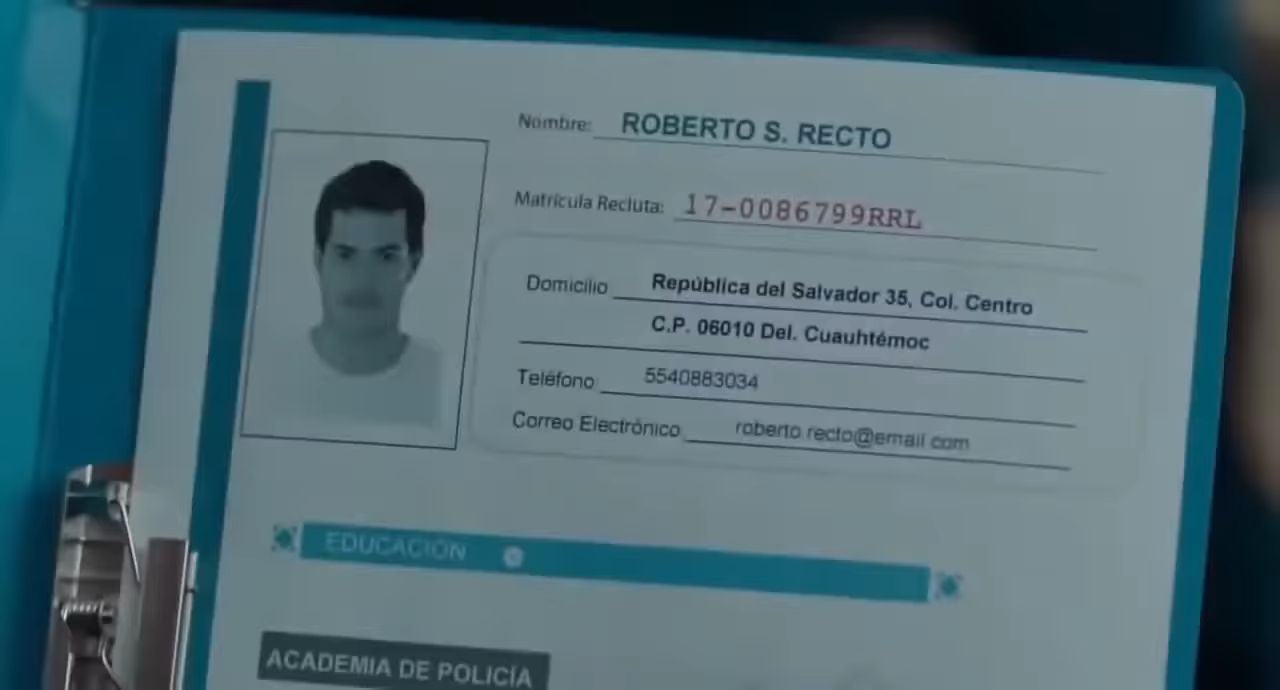 Nombre: ROBERTO S. RECTO
Matrícula Recluta: 17-0086799RRL
Domicilio República del Salvador 35, Col. Centro
C.P. 06010 Del. Cuauhtémoc
Teléfono 5540883034
Correo Electrónico roberto.recto@email.com
EDUCACIÓN
ACADEMIA DE POLICÍA